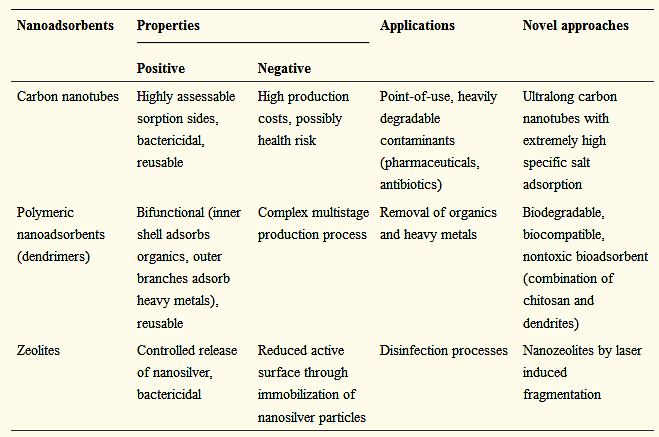 Nanoadsorbents Properties Applications Novel approaches
Positive Negative
Carbon nanotubes Highly assessable High production Point-of-use, heavily Ultralong carbon
sorption sides, costs, possibly degradable nanotubes with
bactericidal, health risk contaminants extremely high
reusable (pharmaceuticals, specific salt
antibiotics) adsorption
Polymeric Bifunctional (inner Complex multistage Removal of organics Biodegradable,
nanoadsorbents shell adsorbs production process and heavy metals biocompatible,
(dendrimers) organics, outer nontoxic bioadsorbent
branches adsorb (combination of
heavy metals), chitosan and
reusable dendrites)
Zeolites Controlled release Reduced active Disinfection processes Nanozeolites by laser
of nanosilver, surface through induced
bactericidal immobilization of fragmentation
nanosilver particles